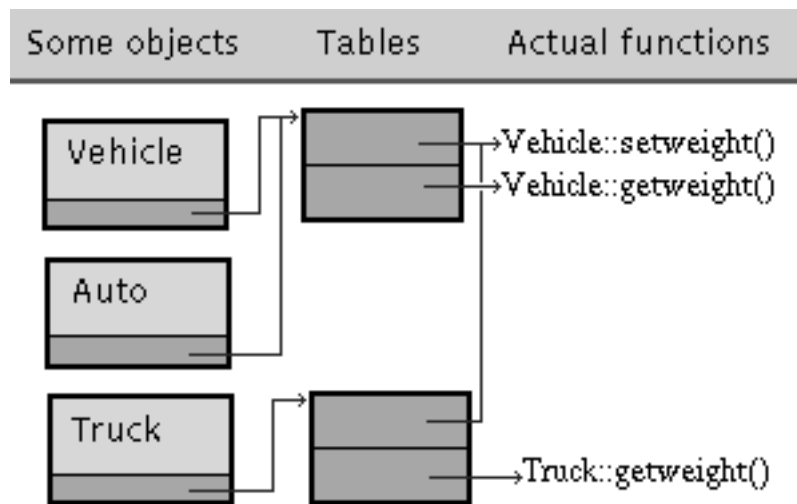 Some objects Tables Actual functions
Vehicle
Vehicle::setweight()
Vehicle::getweight()
Auto
Truck
Truck::getweight()